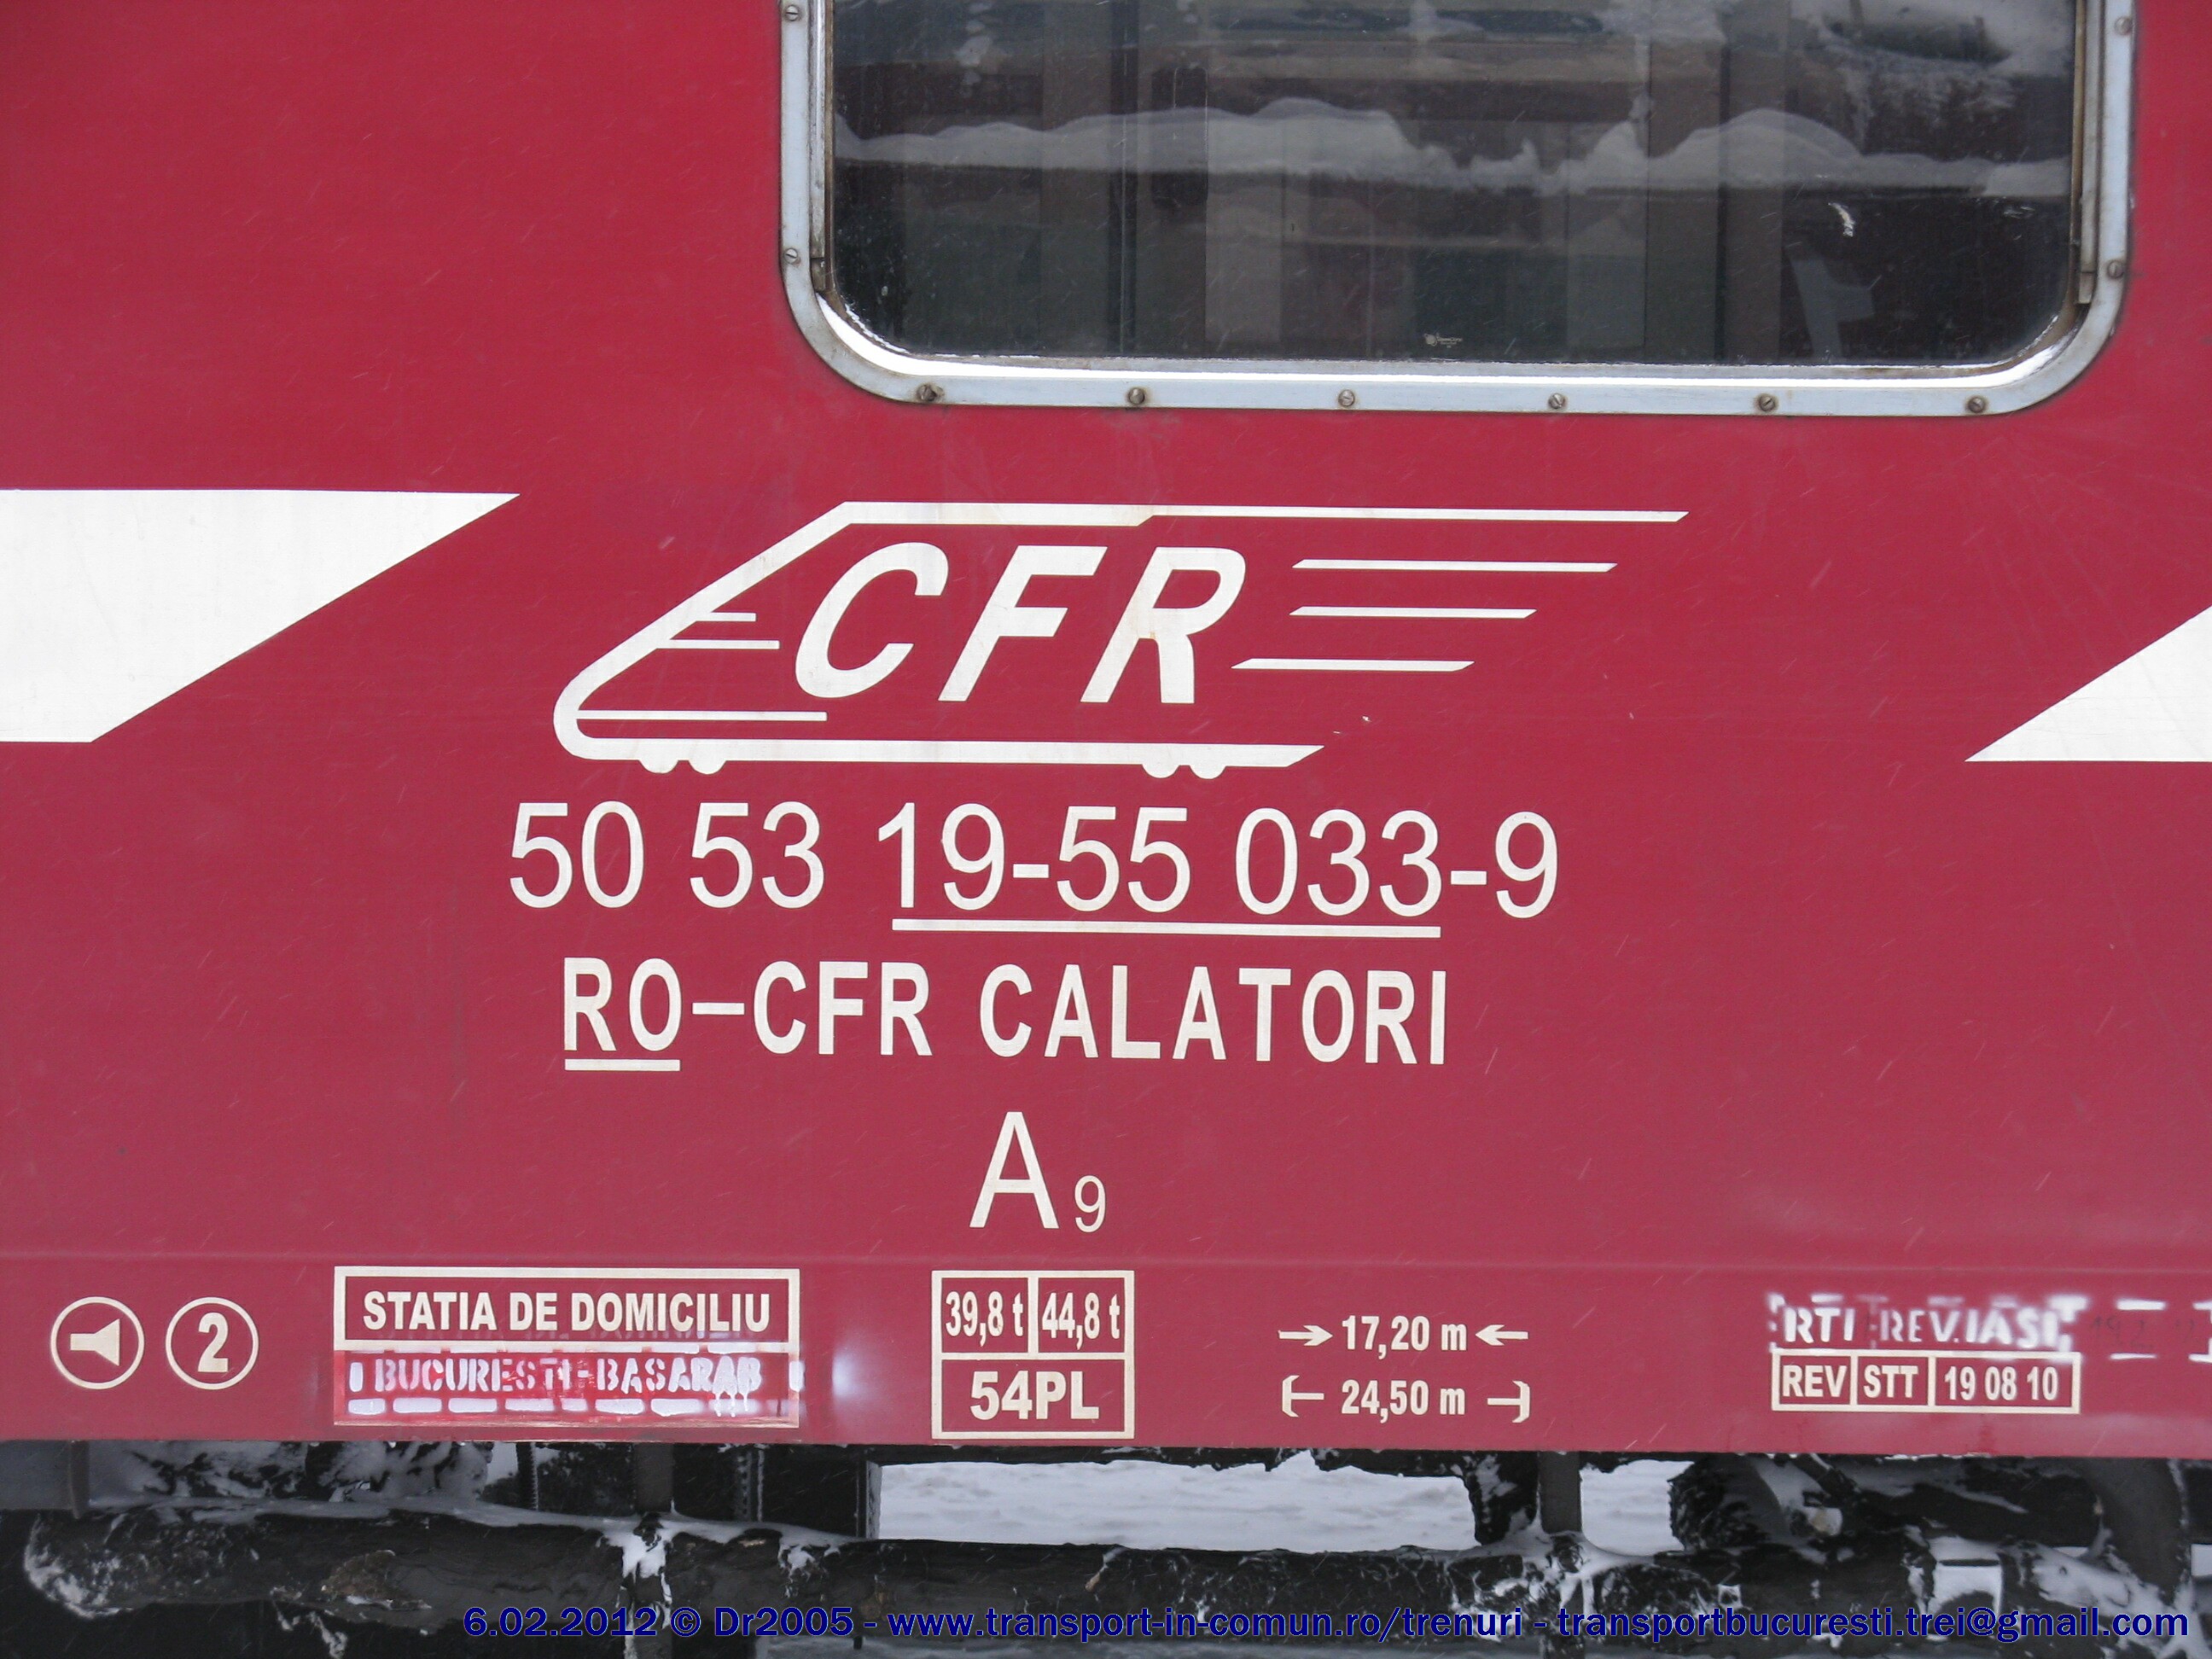 CFR
50 53 19-55 033-9
RO-CFR CALATORI
A 9
2
STATIA DE DOMICILIU
BUCURESTI-BASARAB
39,8 t 44,8 t
54PL
17,20 m
24,50 m
RTI REV.IASI
REV STT 19 08 10
6.02.2012 © Dr2005 - www.transport-in-comun.ro/trenuri - transportbucuresti.trei@gmail.com